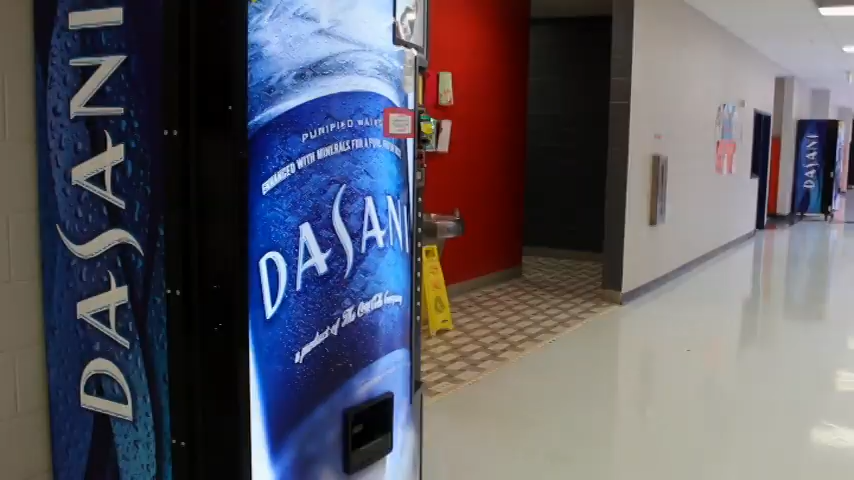 DASANI
PURIFIED WATER
ENHANCED WITH MINERALS FOR A PURE, FRESH TASTE
DASANI
a product of The Coca-Cola Company
DASANI